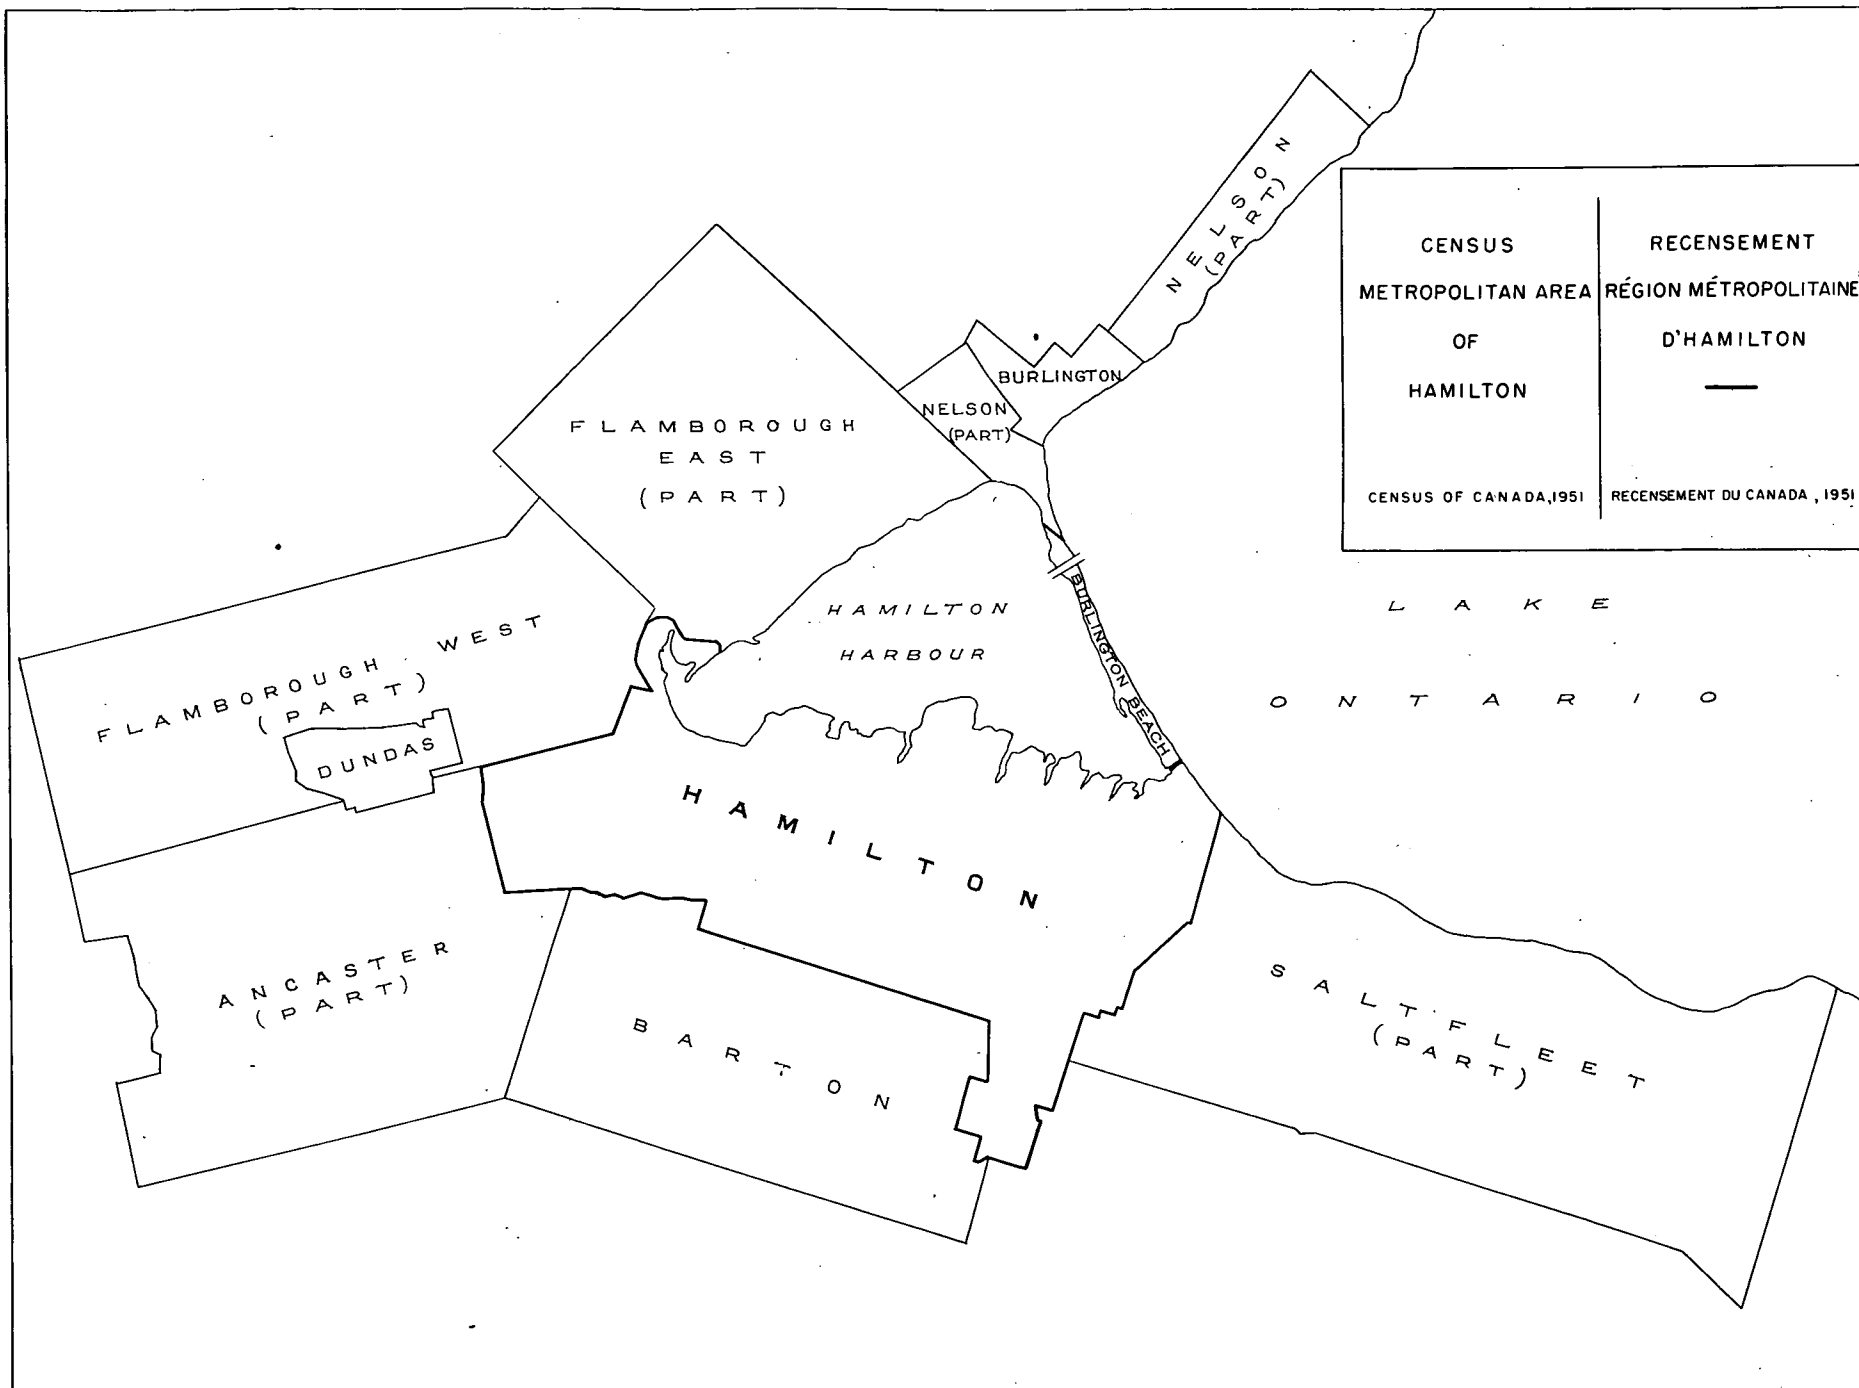 NELSON
(PART)
CENSUS
METROPOLITAN AREA
OF
HAMILTON
CENSUS OF CANADA, 1951
RECENSEMENT
RÉGION MÉTROPOLITAINE
D'HAMILTON
RECENSEMENT DU CANADA, 1951
BURLINGTON
NELSON
(PART)
FLAMBOROUGH
EAST
(PART)
HAMILTON
HARBOUR
BURLINGTON BEACH
LAKE
ONTARIO
FLAMBOROUGH WEST
(PART)
DUNDAS
HAMILTON
ANCASTER
(PART)
BARTON
SALTFLEET
(PART)